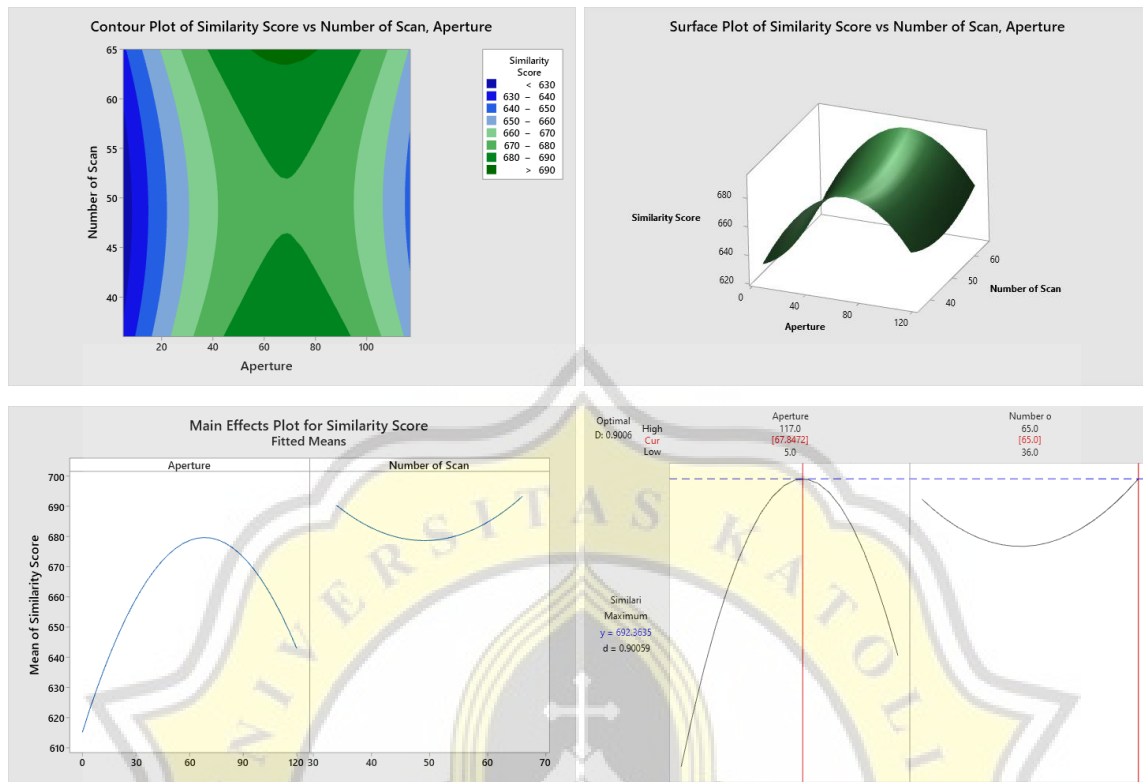 Contour Plot of Similarity Score vs Number of Scan, Aperture
65
60
55
50
45
40
Number of Scan
20 40 60 80 100
Aperture
Similarity
Score
< 630
630 – 640
640 – 650
650 – 660
660 – 670
670 – 680
680 – 690
> 690
Surface Plot of Similarity Score vs Number of Scan, Aperture
Similarity Score
680
660
640
620
0
40
80
120
Aperture
40
50
60
Number of Scan
Main Effects Plot for Similarity Score
Fitted Means
Aperture Number of Scan
700
690
680
670
660
650
640
630
620
610
Mean of Similarity Score
0 30 60 90 120 30 40 50 60 70
Optimal
D: 0.9006
High
Cur
Low
Aperture
117.0
[67.8472]
5.0
Number o
65.0
[65.0]
36.0
Similari
Maximum
y = 692.3635
d = 0.90059
NIVERSITAS KATOLI